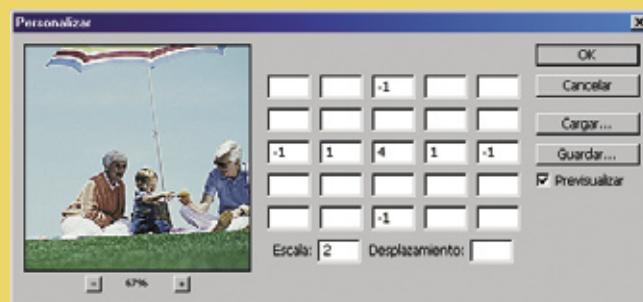 Personalizar
OK
-1
Cancelar
Cargar...
-1 1 4 1 -1
Guardar...
Previsualizar
-1
Escala: 2 Desplazamiento:
- 67% +